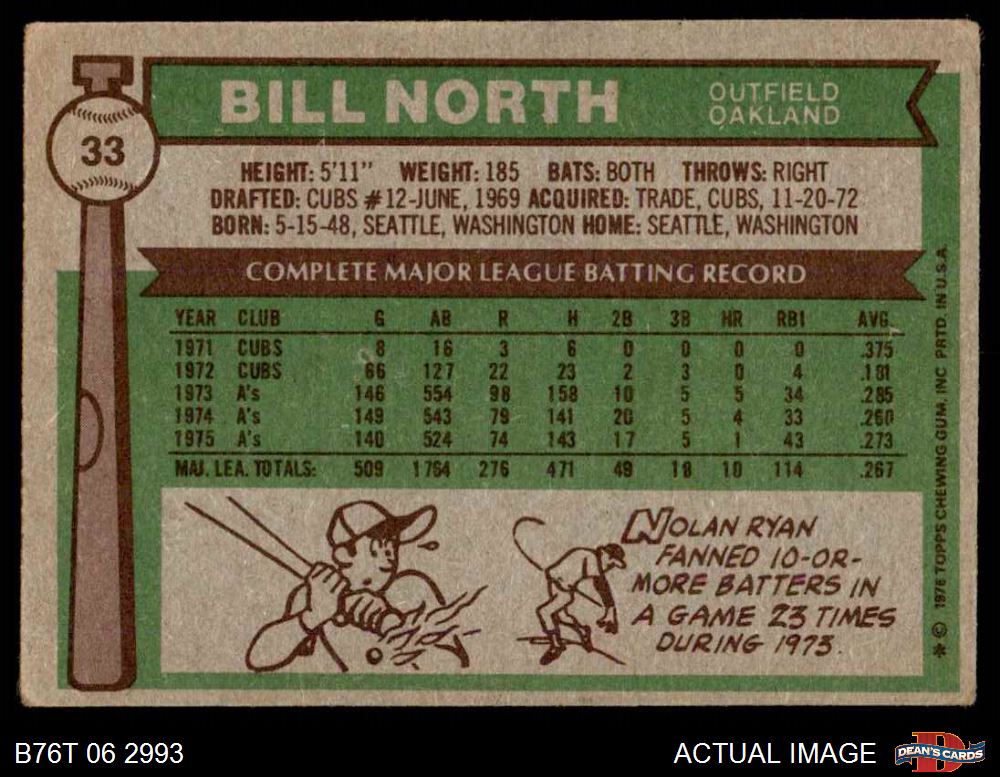 33
BILL NORTH
OUTFIELD
OAKLAND
HEIGHT: 5'11" WEIGHT: 185 BATS: BOTH THROWS: RIGHT
DRAFTED: CUBS #12-JUNE, 1969 ACQUIRED: TRADE, CUBS, 11-20-72
BORN: 5-15-48, SEATTLE, WASHINGTON HOME: SEATTLE, WASHINGTON
COMPLETE MAJOR LEAGUE BATTING RECORD
YEAR CLUB G AB R H 2B 3B HR RBI AVG.
1971 CUBS 8 16 3 6 0 0 0 0 .375
1972 CUBS 66 127 22 23 2 3 0 4 .181
1973 A's 146 554 98 158 10 5 5 34 .285
1974 A's 149 543 79 141 20 5 4 33 .260
1975 A's 140 524 74 143 17 5 1 43 .273
MAJ. LEA. TOTALS: 509 1764 276 471 49 18 10 114 .267
NOLAN RYAN
FANNED 10-OR-
MORE BATTERS IN
A GAME 23 TIMES
DURING 1973.
* © 1976 TOPPS CHEWING GUM, INC PRTD. IN U.S.A.
B76T 06 2993
ACTUAL IMAGE
DEAN'S CARDS